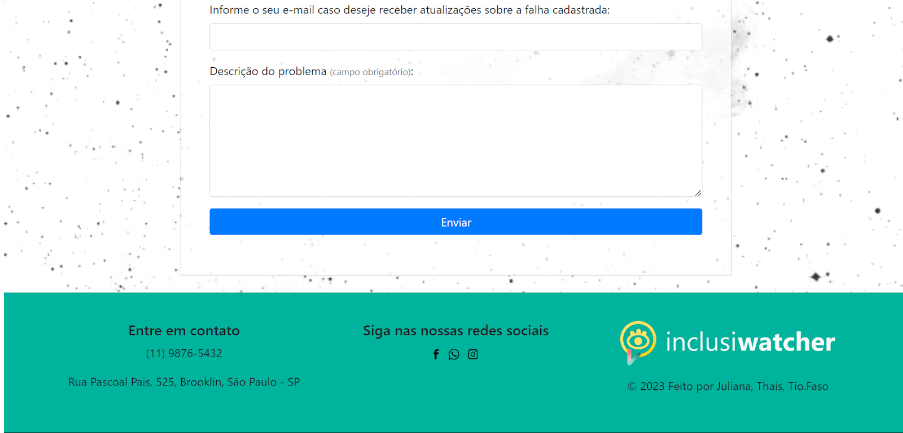 Informe o seu e-mail caso deseje receber atualizações sobre a falha cadastrada:
Descrição do problema (campo obrigatório):
Enviar
Entre em contato
(11) 9876-5432
Rua Pascoal Pais, 525, Brooklin, São Paulo - SP
Siga nas nossas redes sociais
inclusiwatcher
© 2023 Feito por Juliana, Thais, Tio.Faso